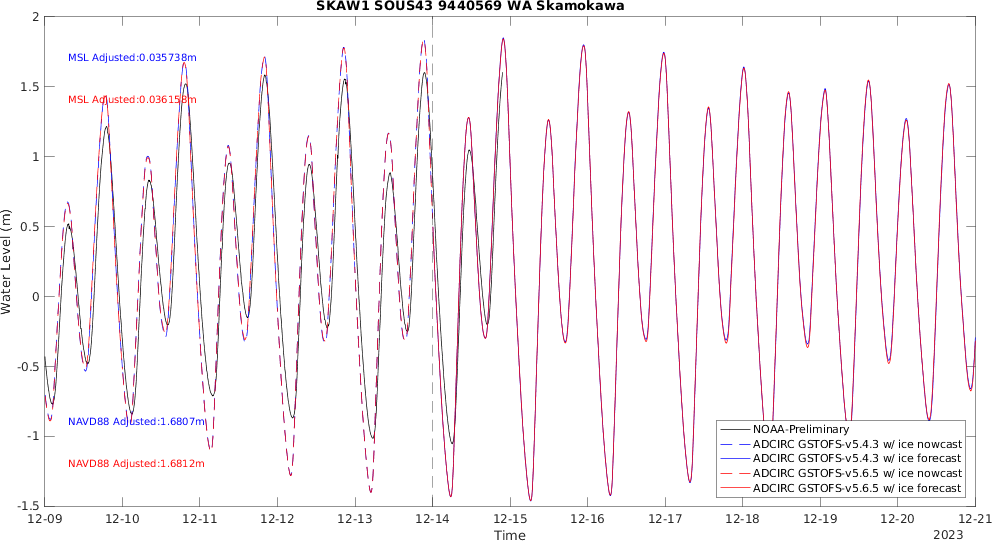 SKAW1 SOUS43 9440569 WA Skamokawa
Water Level (m)
2
1.5
1
0.5
0
-0.5
-1
-1.5
MSL Adjusted:0.035738m
MSL Adjusted:0.036158m
NAVD88 Adjusted:1.6807m
NAVD88 Adjusted:1.6812m
NOAA-Preliminary
ADCIRC GSTOFS-v5.4.3 w/ ice nowcast
ADCIRC GSTOFS-v5.4.3 w/ ice forecast
ADCIRC GSTOFS-v5.6.5 w/ ice nowcast
ADCIRC GSTOFS-v5.6.5 w/ ice forecast
12-09 12-10 12-11 12-12 12-13 12-14 12-15 12-16 12-17 12-18 12-19 12-20 12-21
Time
2023